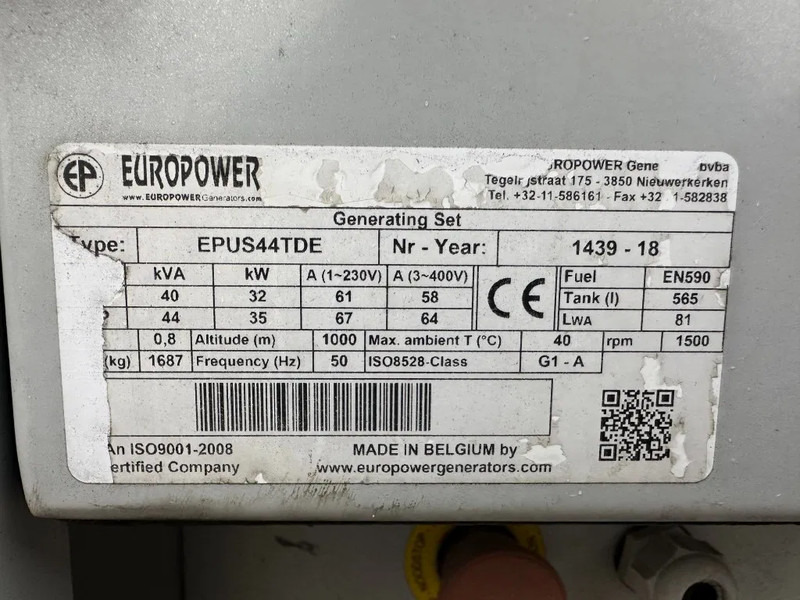 EP EUROPOWER
www.EUROPOWERGenerators.com
UROPOWER Gene bvba
straat 175 - 3850 Nieuwerkerken
Tel. +32-11-586161 - Fax +32 1-582838
Generating Set
Type: EPUS44TDE Nr - Year: 1439 - 18
kVA kW A (1~230V) A (3~400V) CE Fuel EN590
40 32 61 58 Tank (l) 565
P 44 35 67 64 LWA 81
0,8 Altitude (m) 1000 Max. ambient T (°C) 40 rpm 1500
(kg) 1687 Frequency (Hz) 50 ISO8528-Class G1 - A
An ISO9001-2008 MADE IN BELGIUM by
ertified Company www.europowergenerators.com